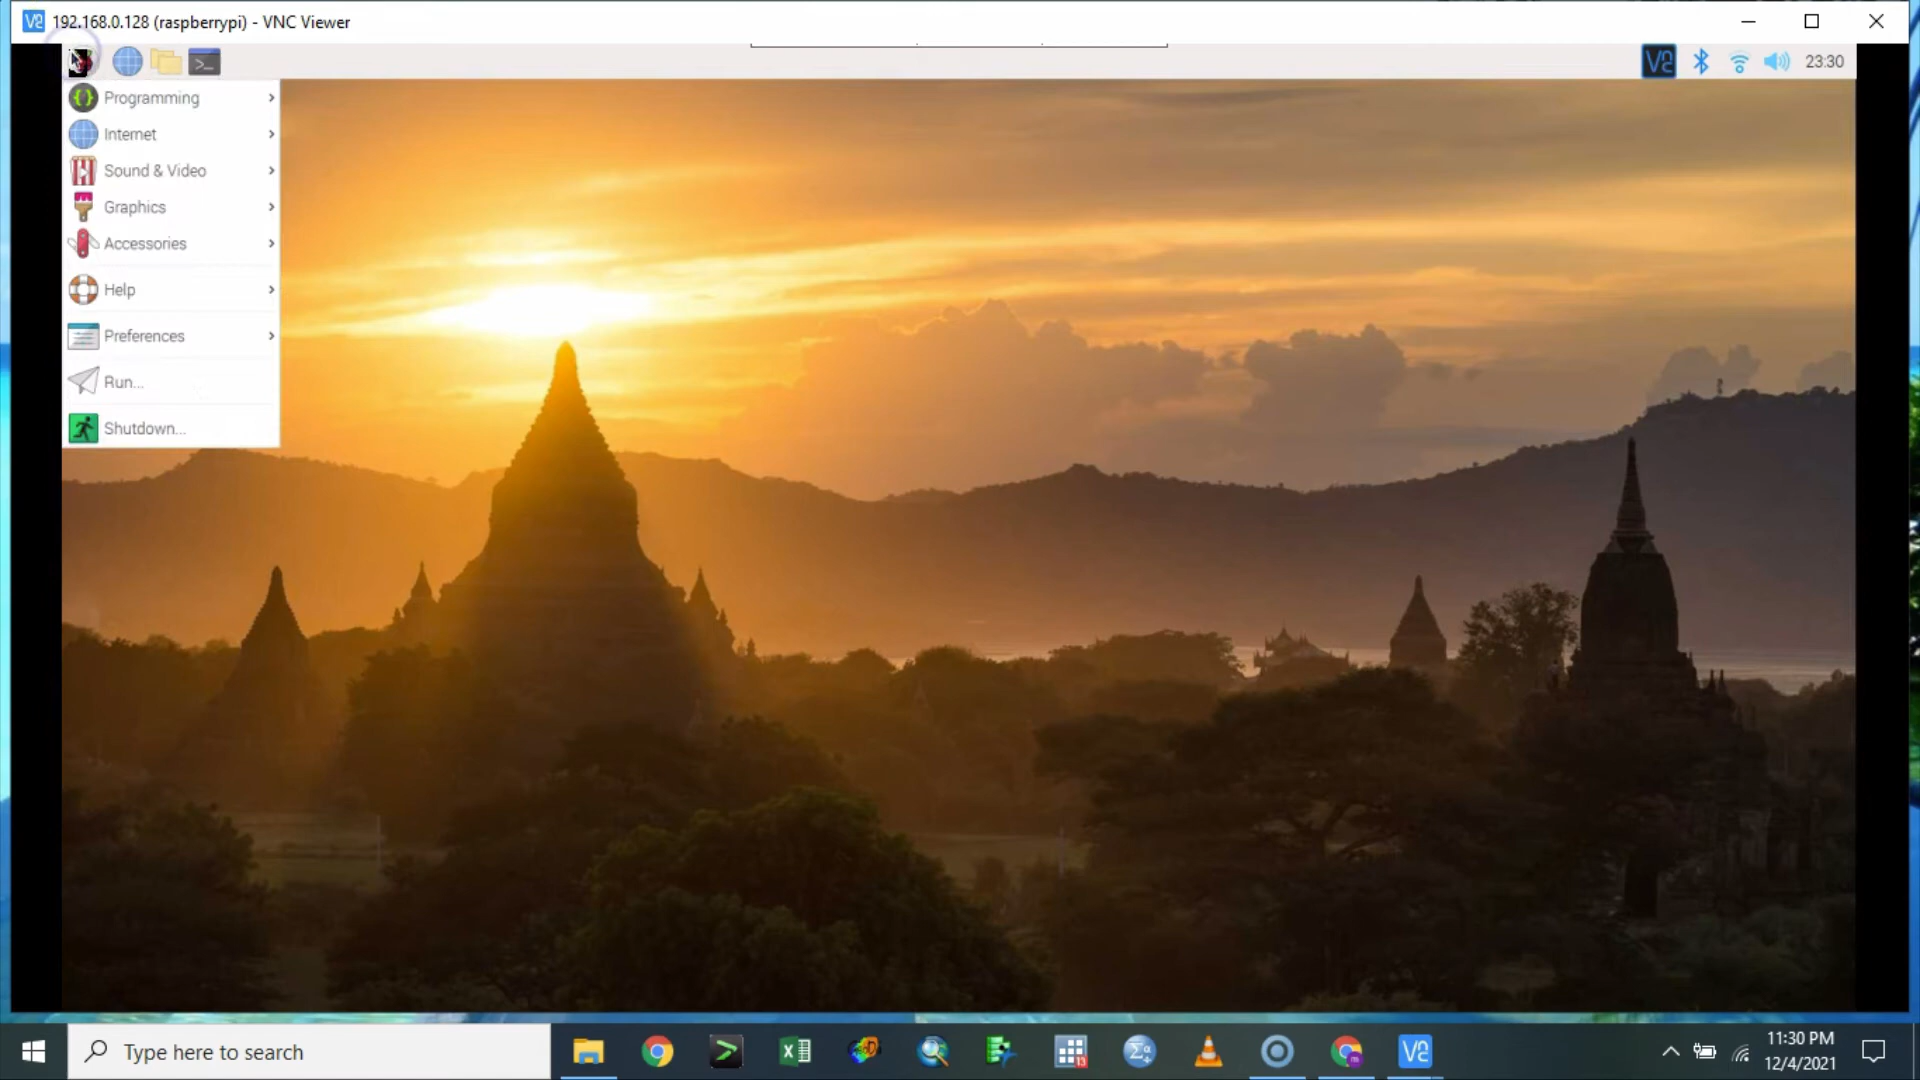 192.168.0.128 (raspberrypi) - VNC Viewer
23:30
Programming
Internet
Sound & Video
Graphics
Accessories
Help
Preferences
Run...
Shutdown...
Type here to search
11:30 PM
12/4/2021